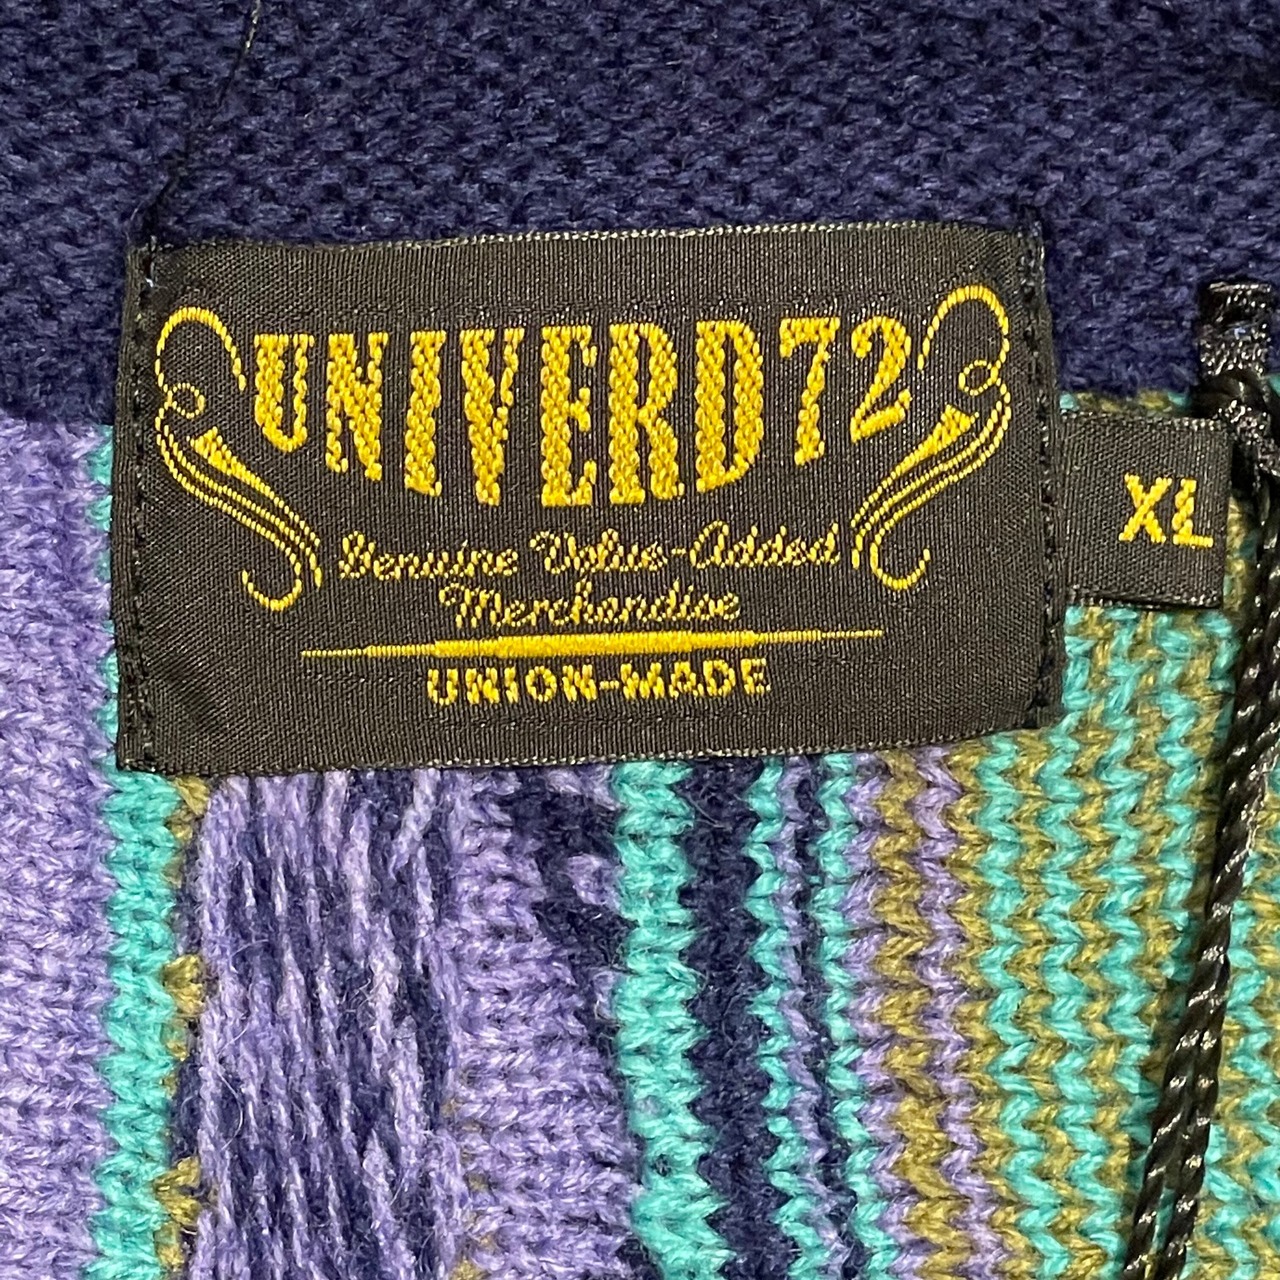 UNIVERD72
Genuine Value-Added
Merchandise
UNION-MADE
XL